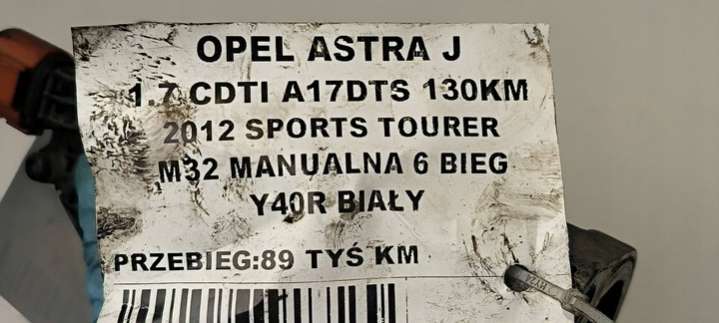 OPEL ASTRA J
1.7 CDTI A17DTS 130KM
2012 SPORTS TOURER
M32 MANUALNA 6 BIEG
Y40R BIAŁY
PRZEBIEG:89 TYŚ KM